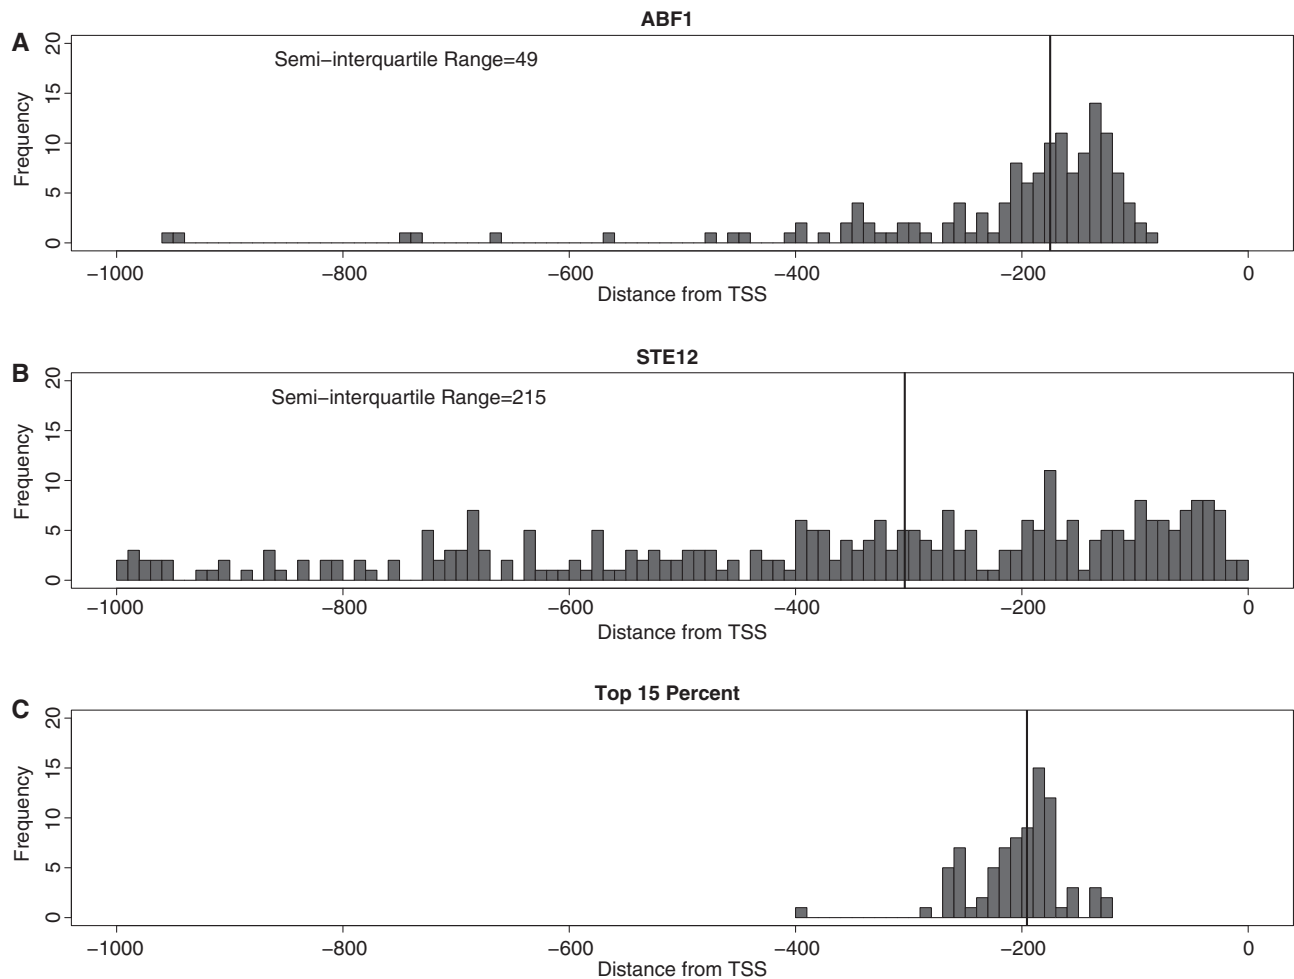 ABF1
A
Semi−interquartile Range=49
Frequency
0 5 10 15 20
−1000 −800 −600 −400 −200 0
Distance from TSS
STE12
B
Semi−interquartile Range=215
Frequency
0 5 10 15 20
−1000 −800 −600 −400 −200 0
Distance from TSS
Top 15 Percent
C
Frequency
0 5 10 15 20
−1000 −800 −600 −400 −200 0
Distance from TSS